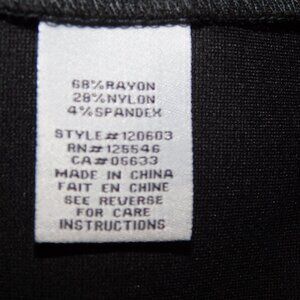 68%RAYON
28%NYLON
4%SPANDEX
STYLE#120603
RN#125546
CA#05633
MADE IN CHINA
FAIT EN CHINE
SEE REVERSE
FOR CARE
INSTRUCTIONS